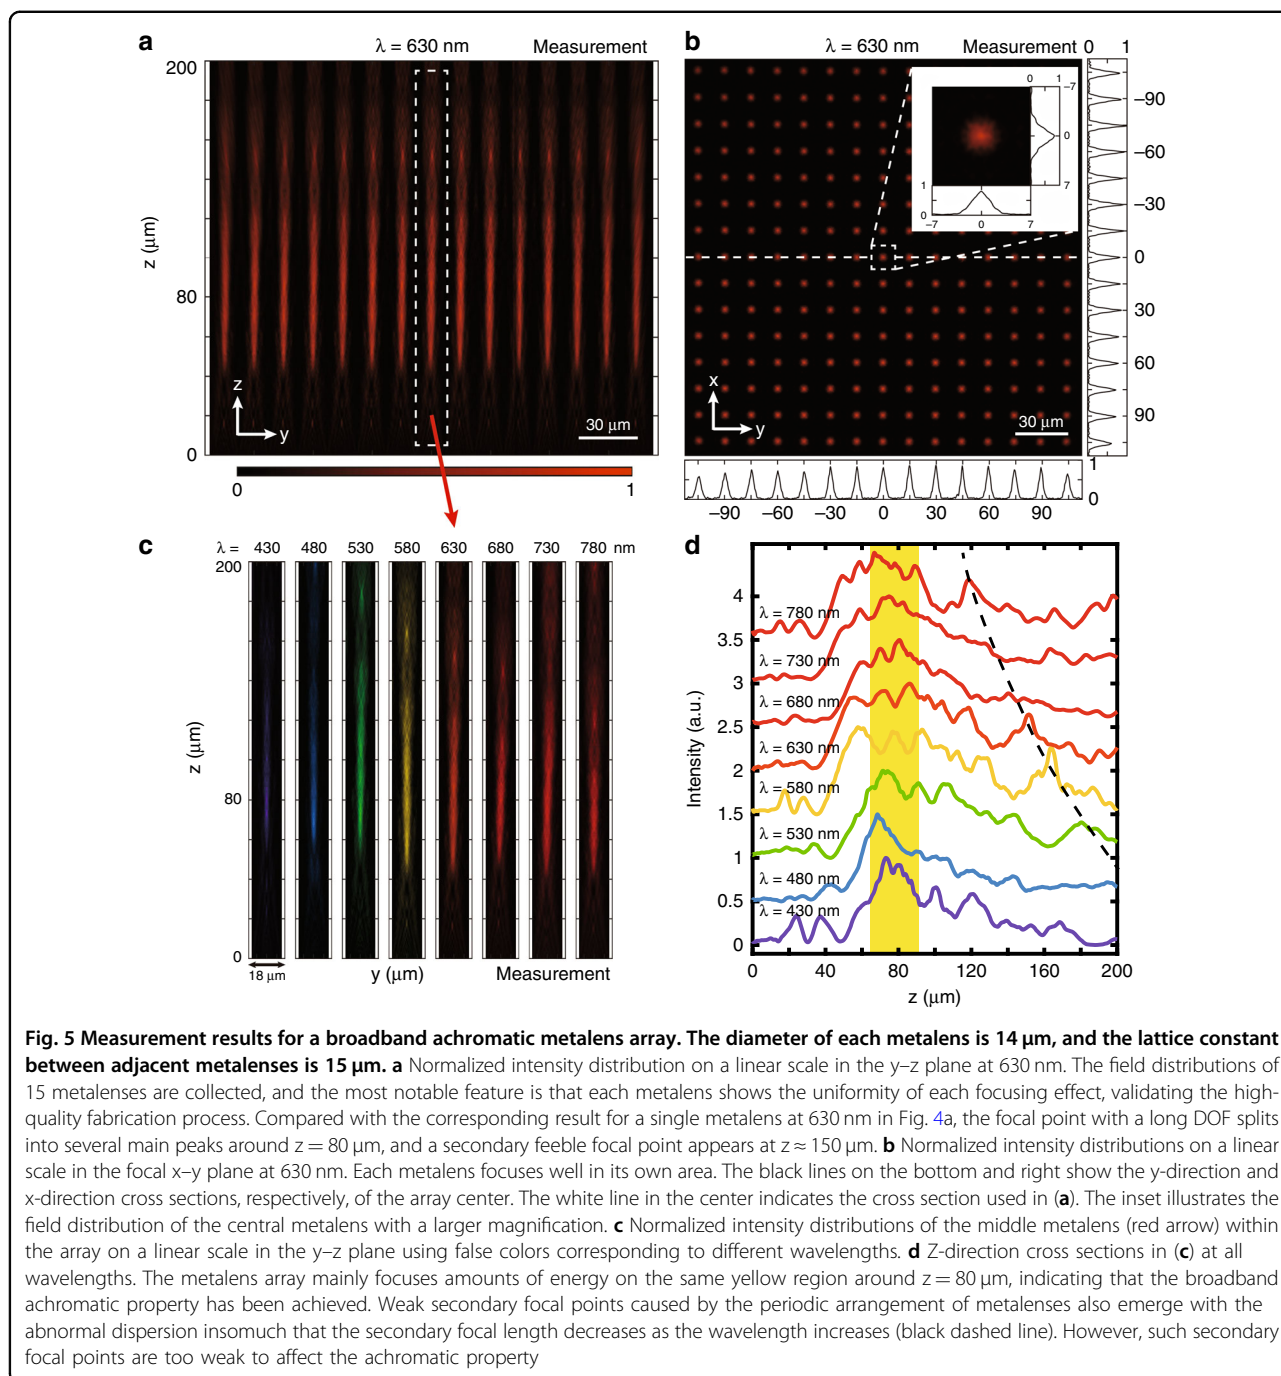 a
λ = 630 nm
Measurement
200
80
0
z (μm)
z
y
30 μm
0
1
b
λ = 630 nm
Measurement
0
1
0
1
−7
0
7
1
0
−7
0
7
−90
−60
−30
0
30
60
90
x
y
30 μm
1
0
−90
−60
−30
0
30
60
90
c
λ = 430 480 530 580 630 680 730 780 nm
200
80
0
z (μm)
18 μm
y (μm)
Measurement
d
4
3.5
3
2.5
2
1.5
1
0.5
0
Intensity (a.u.)
λ = 780 nm
λ = 730 nm
λ = 680 nm
λ = 630 nm
λ = 580 nm
λ = 530 nm
λ = 480 nm
λ = 430 nm
0 40 80 120 160 200
z (μm)
Fig. 5 Measurement results for a broadband achromatic metalens array. The diameter of each metalens is 14 μm, and the lattice constant
between adjacent metalenses is 15 μm. a Normalized intensity distribution on a linear scale in the y–z plane at 630 nm. The field distributions of
15 metalenses are collected, and the most notable feature is that each metalens shows the uniformity of each focusing effect, validating the high-
quality fabrication process. Compared with the corresponding result for a single metalens at 630 nm in Fig. 4a, the focal point with a long DOF splits
into several main peaks around z = 80 μm, and a secondary feeble focal point appears at z ≈ 150 μm. b Normalized intensity distributions on a linear
scale in the focal x–y plane at 630 nm. Each metalens focuses well in its own area. The black lines on the bottom and right show the y-direction and
x-direction cross sections, respectively, of the array center. The white line in the center indicates the cross section used in (a). The inset illustrates the
field distribution of the central metalens with a larger magnification. c Normalized intensity distributions of the middle metalens (red arrow) within
the array on a linear scale in the y–z plane using false colors corresponding to different wavelengths. d Z-direction cross sections in (c) at all
wavelengths. The metalens array mainly focuses amounts of energy on the same yellow region around z = 80 μm, indicating that the broadband
achromatic property has been achieved. Weak secondary focal points caused by the periodic arrangement of metalenses also emerge with the
abnormal dispersion insomuch that the secondary focal length decreases as the wavelength increases (black dashed line). However, such secondary
focal points are too weak to affect the achromatic property